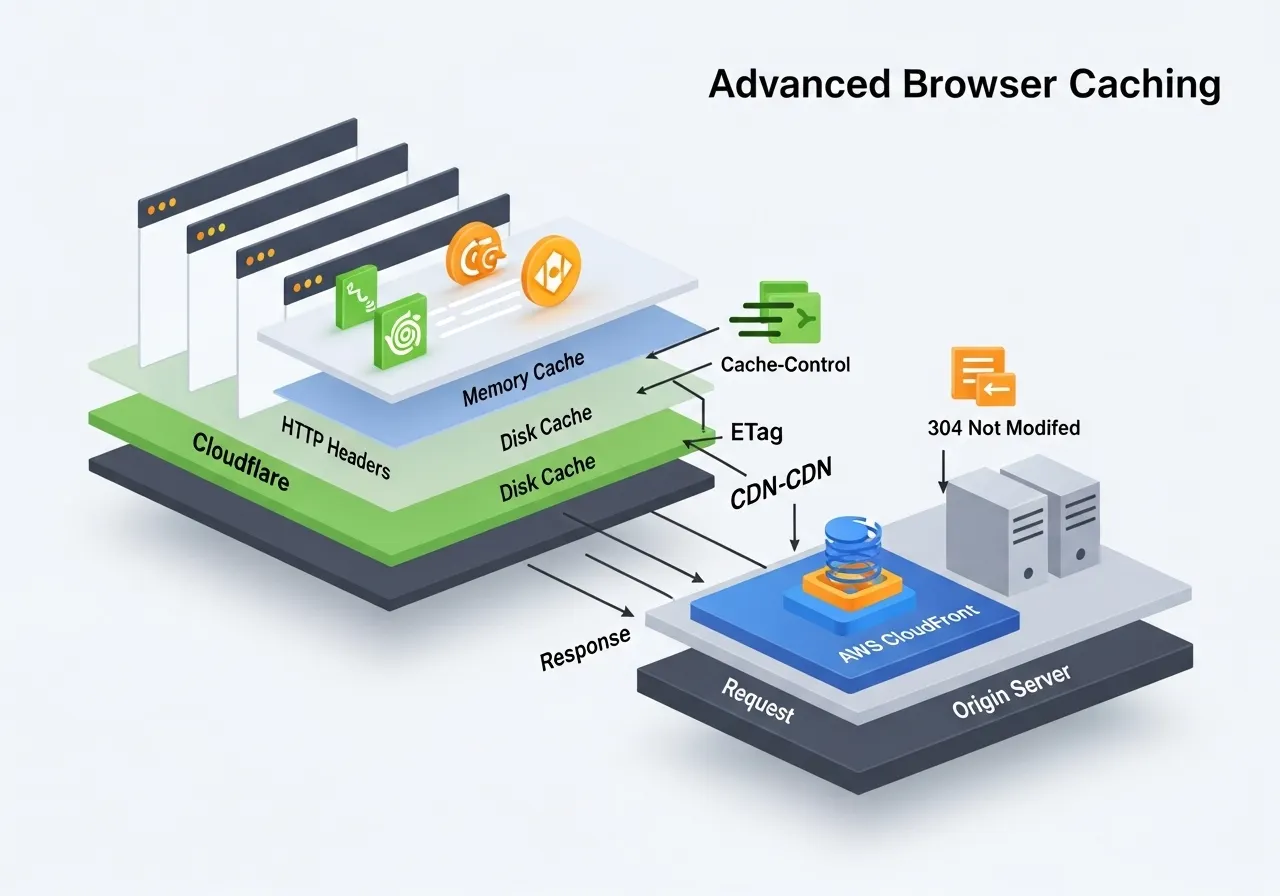 Advanced Browser Caching
Memory Cache
Cache-Control
HTTP Headers
Disk Cache
304 Not Modifed
Cloudflare
Disk Cache
ETag
CDN-CDN
Response
AWS CloudFront
Request
Origin Server